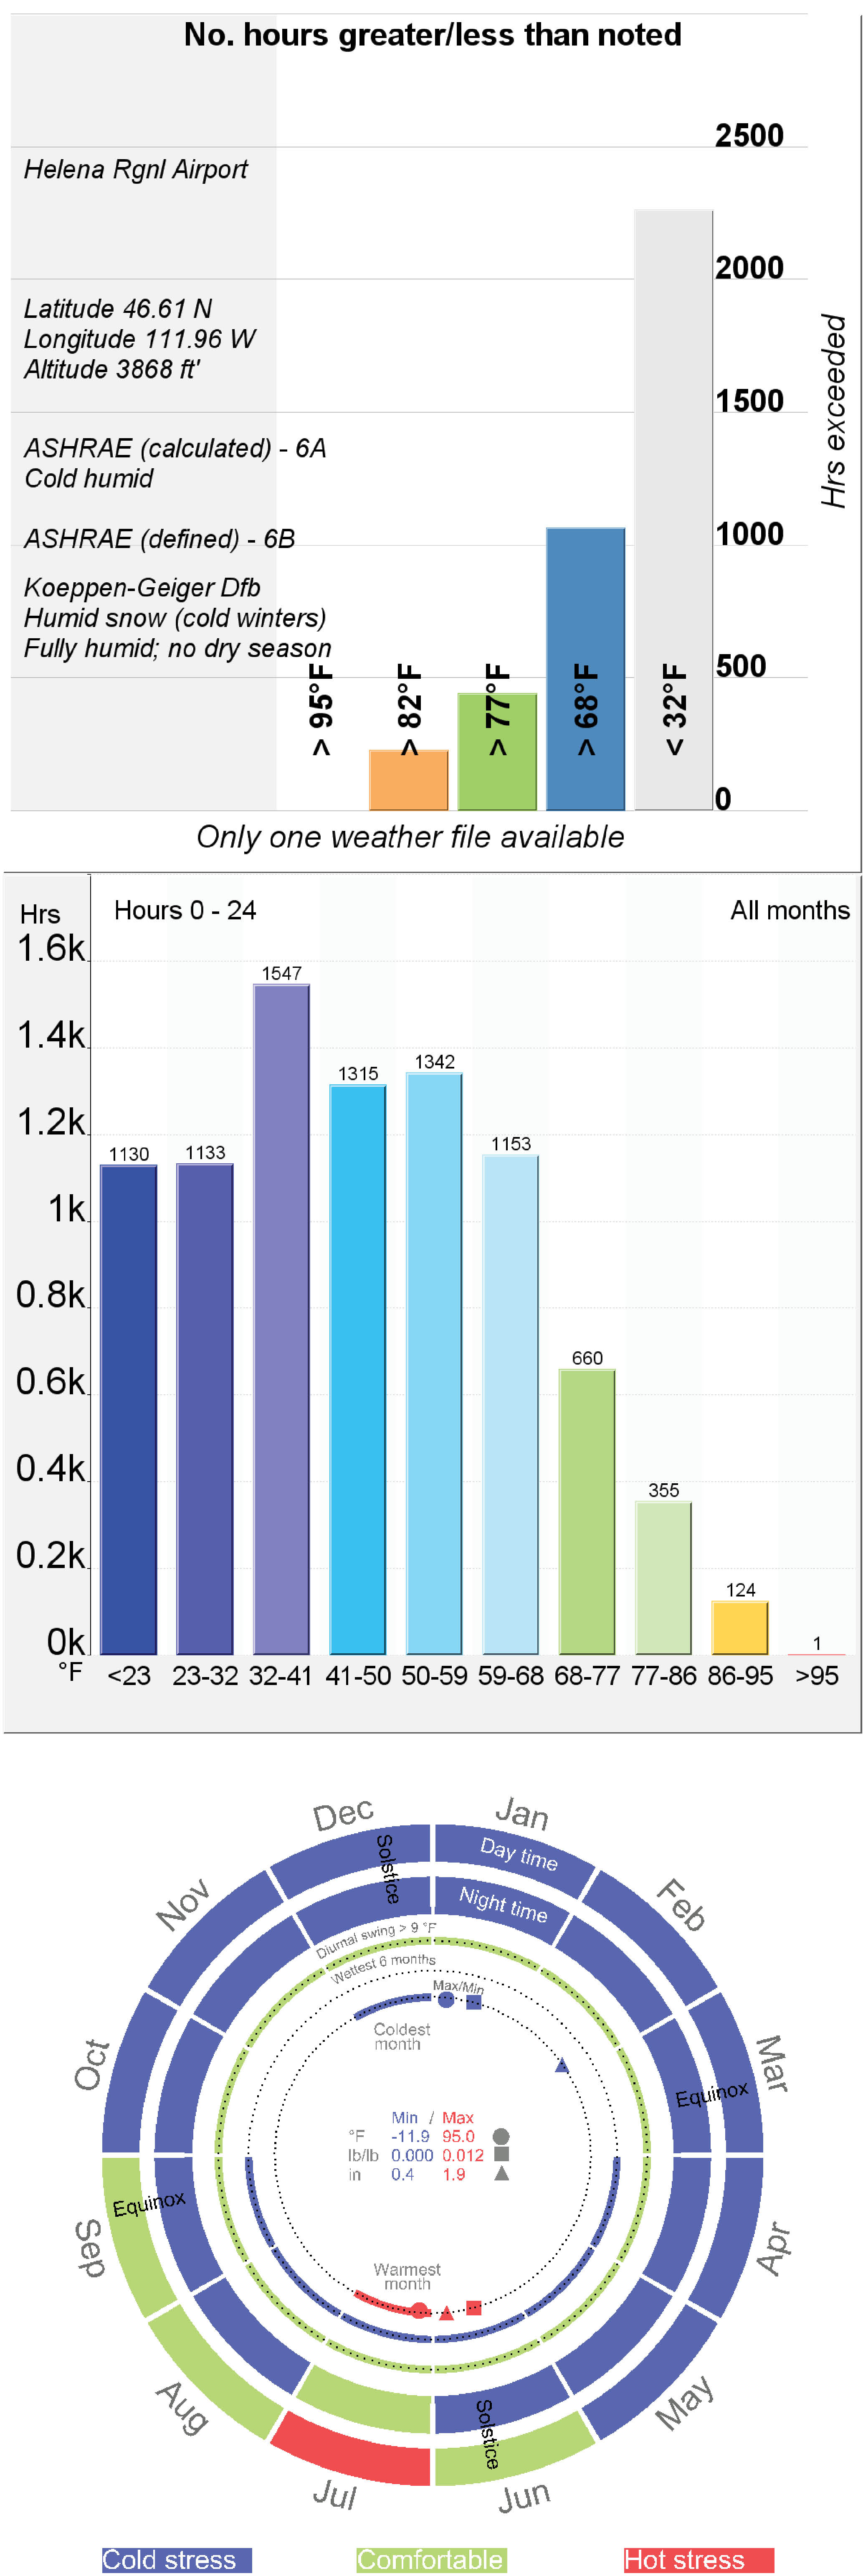 No. hours greater/less than noted
2500
Helena Rgnl Airport
2000
Latitude 46.61 N
Longitude 111.96 W
Altitude 3868 ft'
Hrs exceeded
1500
ASHRAE (calculated) - 6A
Cold humid
ASHRAE (defined) - 6B
1000
Koeppen-Geiger Dfb
Humid snow (cold winters)
Fully humid; no dry season
500
> 95°F
> 82°F
> 77°F
> 68°F
< 32°F
0
Only one weather file available
Hrs
Hours 0 - 24
All months
1.6k
1547
1.4k
1315
1342
1.2k
1130
1133
1153
1k
0.8k
0.6k
660
0.4k
355
0.2k
124
1
0k
°F
<23
23-32
32-41
41-50
50-59
59-68
68-77
77-86
86-95
>95
Dec
Jan
Solstice
Day time
Nov
Feb
Night time
Diurnal swing > 9 °F
Wettest 6 months
Max/Min
Coldest
month
Oct
Mar
Equinox
Min / Max
°F -11.9 95.0
lb/lb 0.000 0.012
in 0.4 1.9
Equinox
Sep
Apr
Warmest
month
Aug
May
Solstice
Jul
Jun
Cold stress
Comfortable
Hot stress